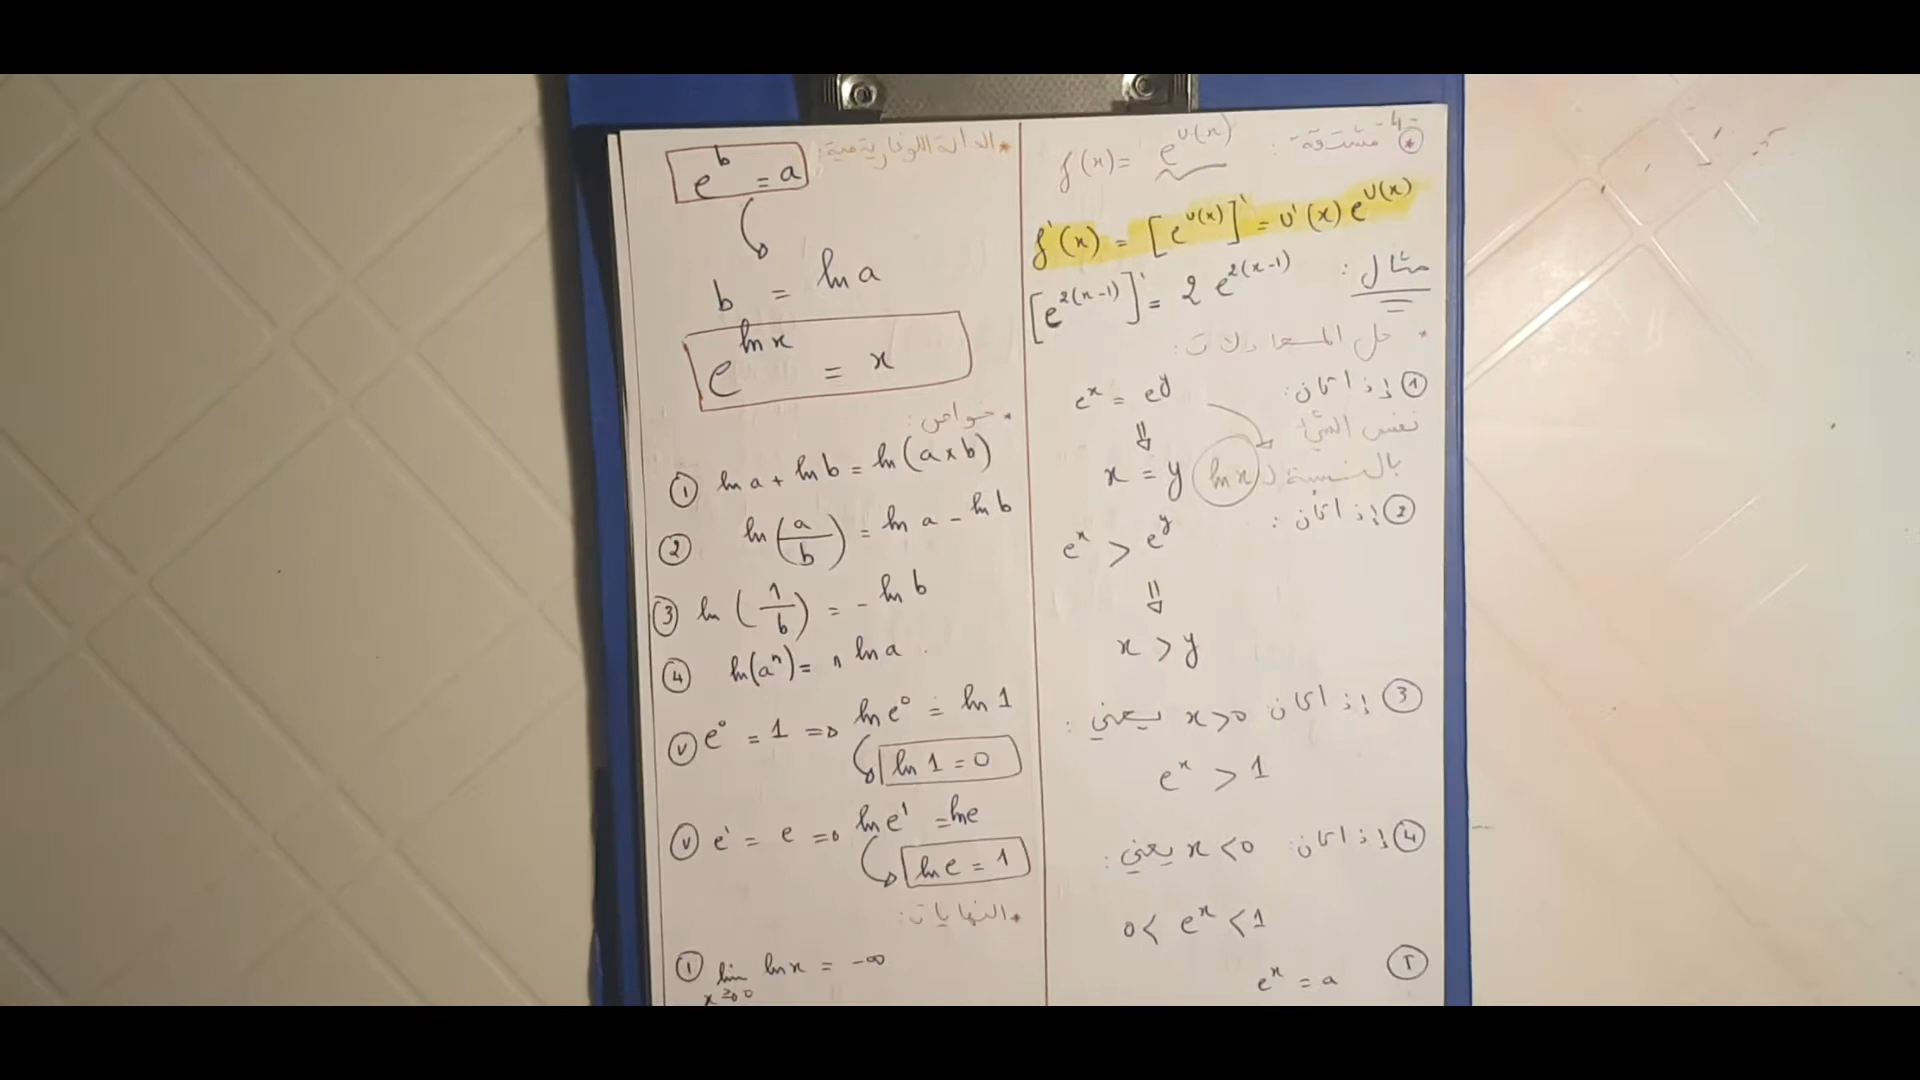 -4-
⊛ مشتقة: f(x) = e^{U(x)}
f'(x) = [e^{U(x)}]' = U'(x) e^{U(x)}
مثال:
[e^{2(x-1)}]' = 2 e^{2(x-1)}
* حل المعادلات:
① إذا كان:
e^x = e^y
نفس الشيء
⇓
x = y
بالنسبة لـ ln x
② إذا كان:
e^x > e^y
⇓
x > y
③ إذا كان x>0 يعني:
e^x > 1
④ إذا كان: x<0 يعني:
0 < e^x < 1
e^x = a
* الدالة اللوغاريتمية:
e^b = a
b = ln a
e^{ln x} = x
* خواص:
① ln a + ln b = ln(a×b)
② ln(a/b) = ln a - ln b
③ ln(1/b) = - ln b
④ ln(a^n) = n ln a
e^0 = 1 ⇒ ln e^0 = ln 1
ln 1 = 0
e^1 = e ⇒ ln e^1 = ln e
ln e = 1
* النهايات:
① lim ln x = -∞